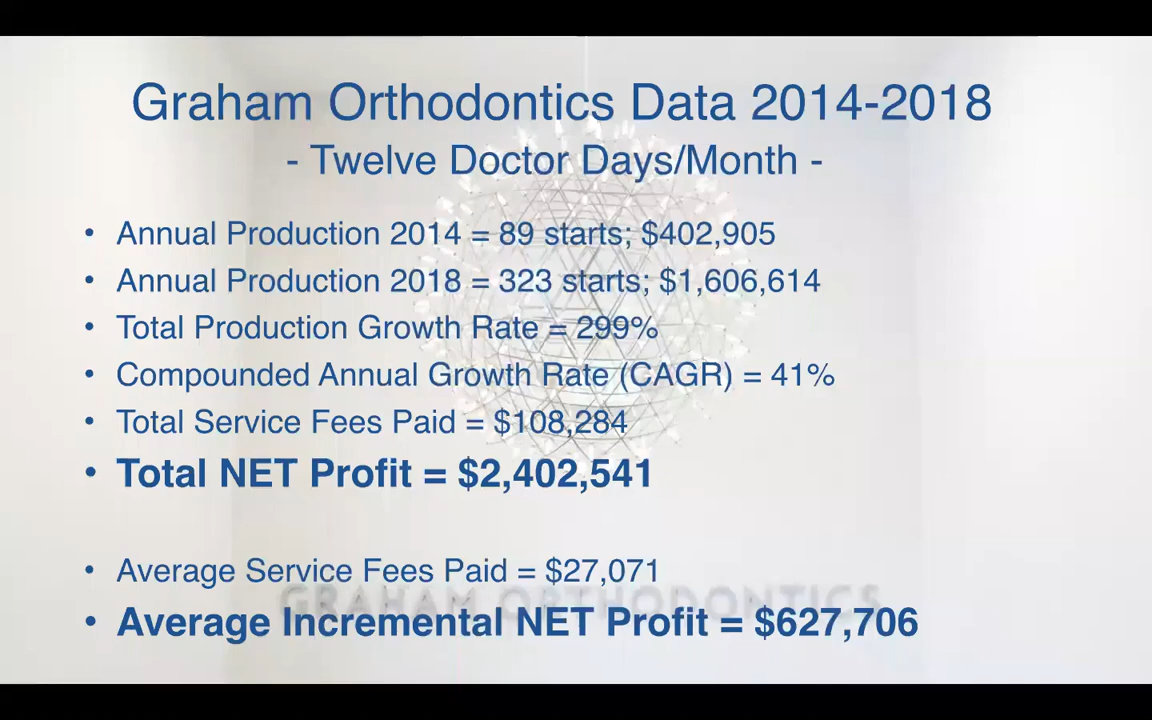 Graham Orthodontics Data 2014-2018
- Twelve Doctor Days/Month -
• Annual Production 2014 = 89 starts; $402,905
• Annual Production 2018 = 323 starts; $1,606,614
• Total Production Growth Rate = 299%
• Compounded Annual Growth Rate (CAGR) = 41%
• Total Service Fees Paid = $108,284
• Total NET Profit = $2,402,541
• Average Service Fees Paid = $27,071
GRAHAM ORTHODONTICS
• Average Incremental NET Profit = $627,706